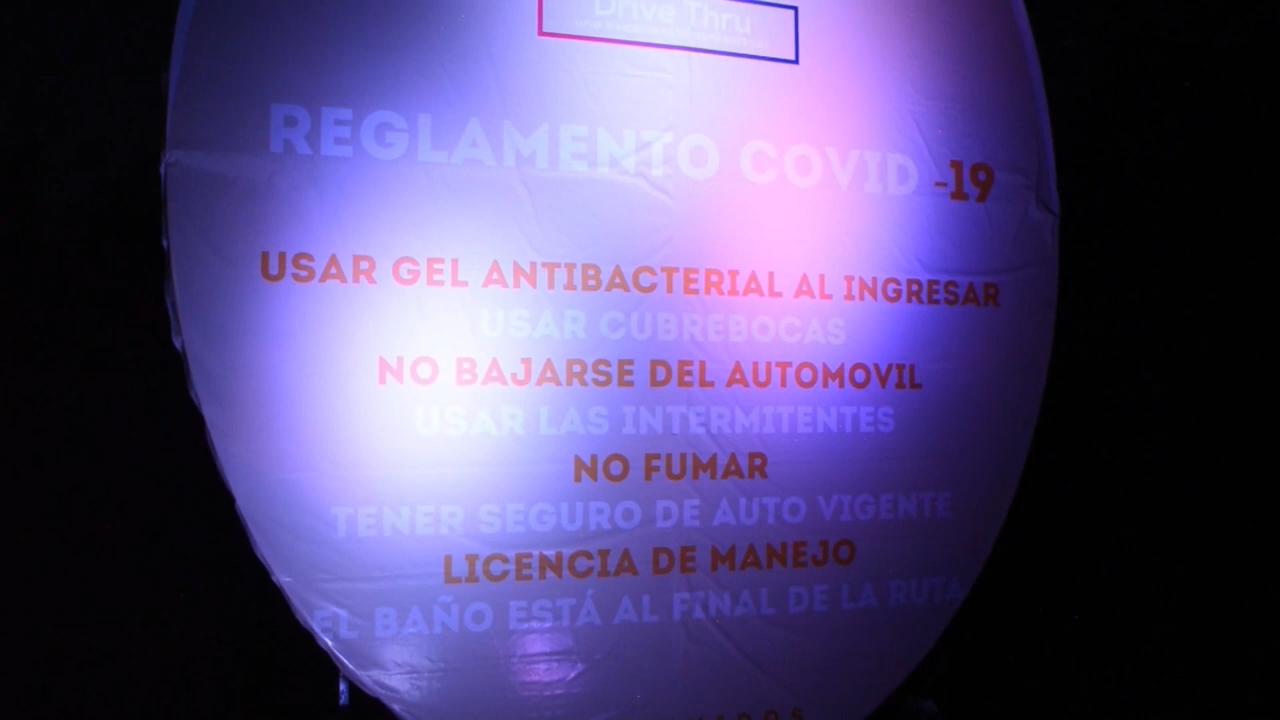 Drive Thru
REGLAMENTO COVID -19
USAR GEL ANTIBACTERIAL AL INGRESAR
USAR CUBREBOCAS
NO BAJARSE DEL AUTOMOVIL
USAR LAS INTERMITENTES
NO FUMAR
TENER SEGURO DE AUTO VIGENTE
LICENCIA DE MANEJO
EL BAÑO ESTÁ AL FINAL DE LA RUTA